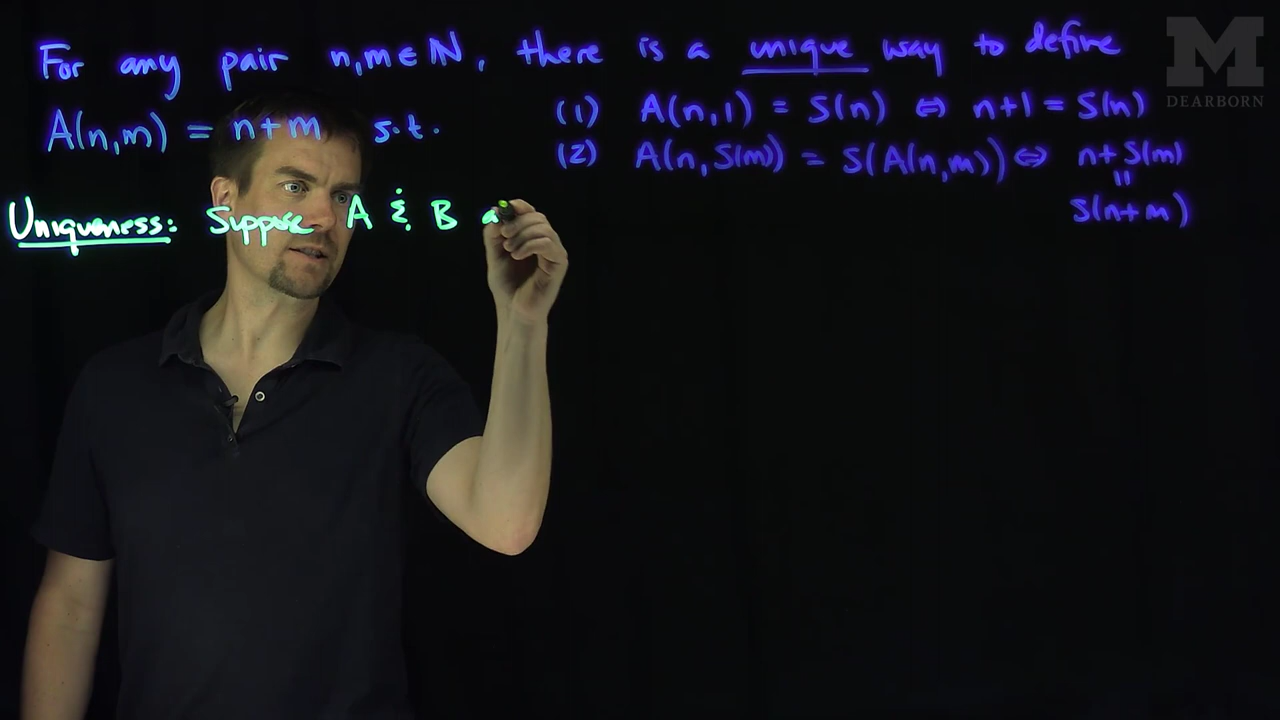 For any pair n,m ∈ ℕ, there is a unique way to define
A(n,m) = n+m s.t.
(1) A(n,1) = S(n) ⇔ n+1 = S(n)
(2) A(n,S(m)) = S(A(n,m)) ⇔ n+S(m)
=
S(n+m)
Uniqueness: Suppose A & B a
M
DEARBORN